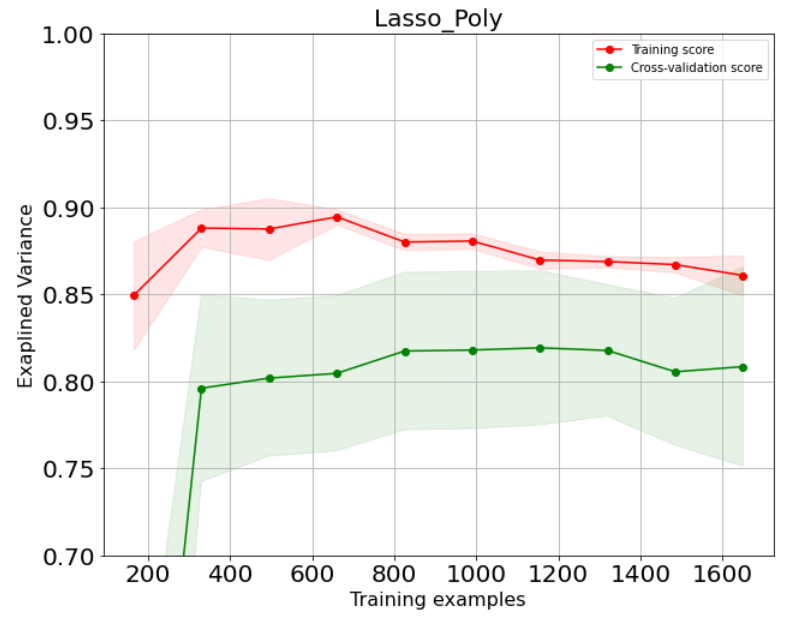 Lasso_Poly
1.00
0.95
0.90
0.85
0.80
0.75
0.70
Exaplined Variance
Training score
Cross-validation score
200 400 600 800 1000 1200 1400 1600
Training examples